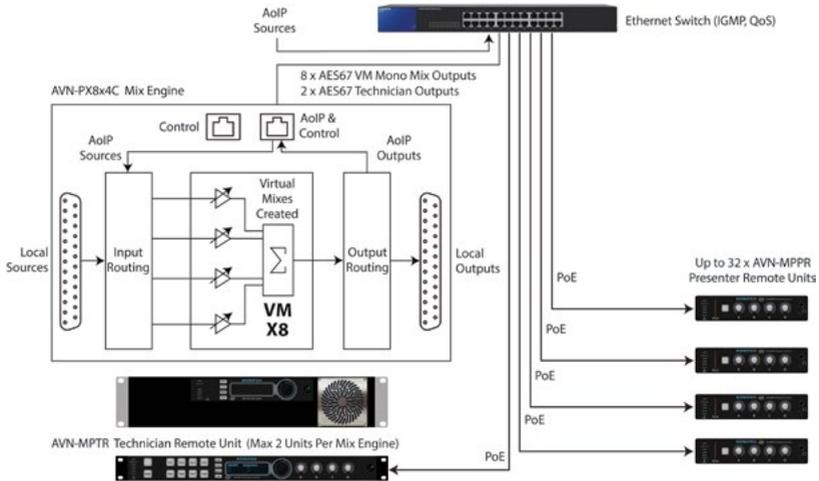 AoIP
Sources
Ethernet Switch (IGMP, QoS)
8 x AES67 VM Mono Mix Outputs
2 x AES67 Technician Outputs
AVN-PX8x4C Mix Engine
Control
AoIP &
Control
AoIP
Sources
AoIP
Outputs
Virtual
Mixes
Created
Local
Sources
Input
Routing
Σ
Output
Routing
Local
Outputs
VM
X8
Up to 32 x AVN-MPPR
Presenter Remote Units
PoE
PoE
PoE
PoE
AVN-MPTR Technician Remote Unit (Max 2 Units Per Mix Engine)
PoE